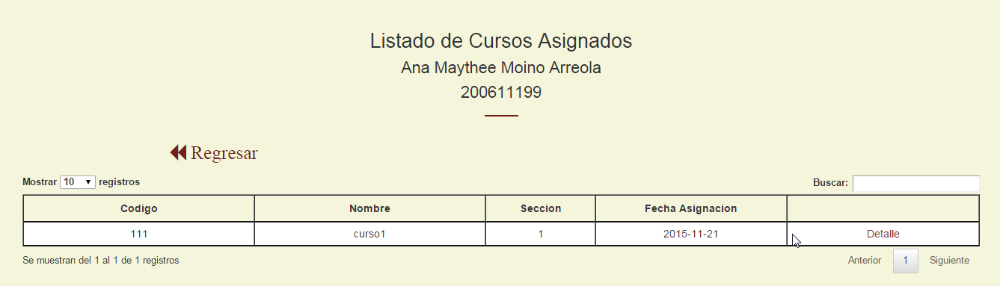 Listado de Cursos Asignados
Ana Maythee Moino Arreola
200611199
Regresar
Mostrar 10 registros Buscar:
Codigo Nombre Seccion Fecha Asignacion
111 curso1 1 2015-11-21 Detalle
Se muestran del 1 al 1 de 1 registros Anterior 1 Siguiente